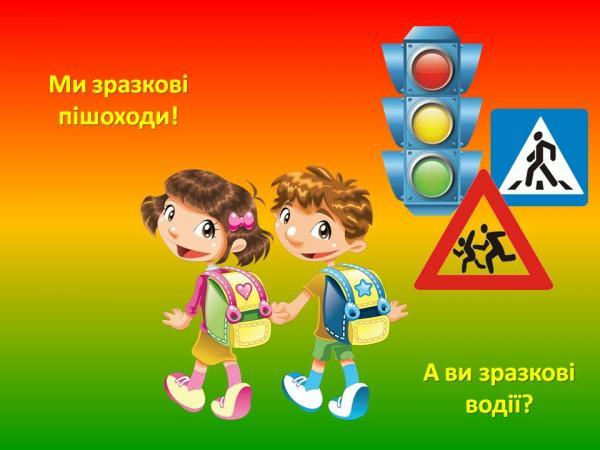 Ми зразкові
пішоходи!
А ви зразкові
водії?